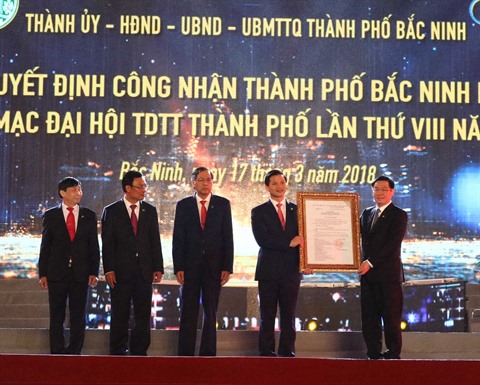 THÀNH ỦY - HĐND - UBND - UBMTTQ THÀNH PHỐ BẮC NINH
UYẾT ĐỊNH CÔNG NHẬN THÀNH PHỐ BẮC NINH
MẠC ĐẠI HỘI TDTT THÀNH PHỐ LẦN THỨ VIII NĂ
Bắc Ninh, ngày 17 tháng 3 năm 2018